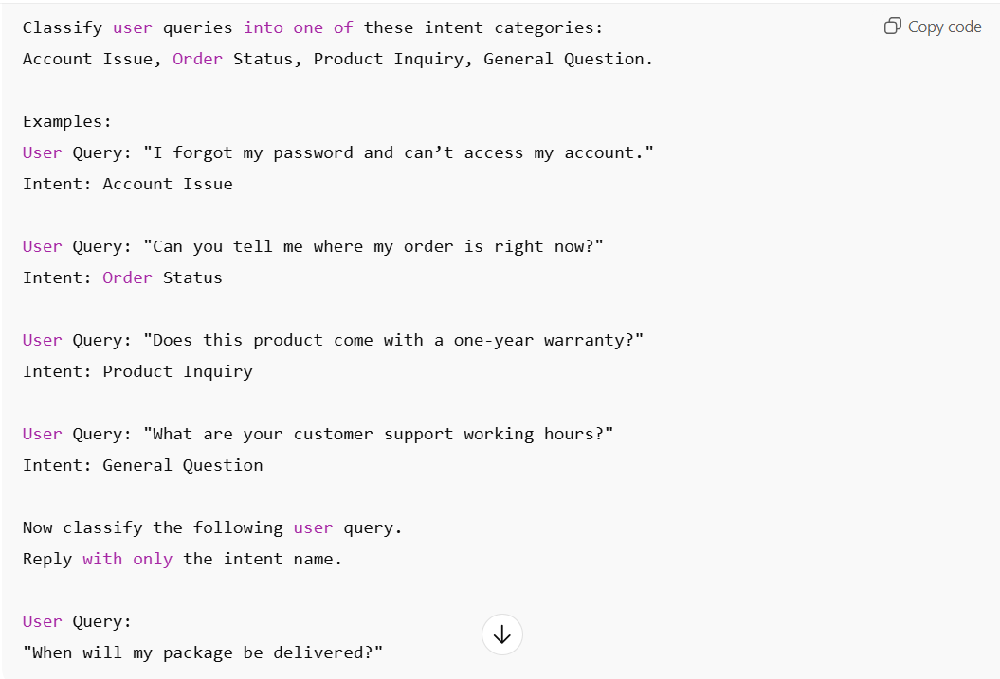 Copy code
Classify user queries into one of these intent categories:
Account Issue, Order Status, Product Inquiry, General Question.
Examples:
User Query: "I forgot my password and can’t access my account."
Intent: Account Issue
User Query: "Can you tell me where my order is right now?"
Intent: Order Status
User Query: "Does this product come with a one-year warranty?"
Intent: Product Inquiry
User Query: "What are your customer support working hours?"
Intent: General Question
Now classify the following user query.
Reply with only the intent name.
User Query:
"When will my package be delivered?"